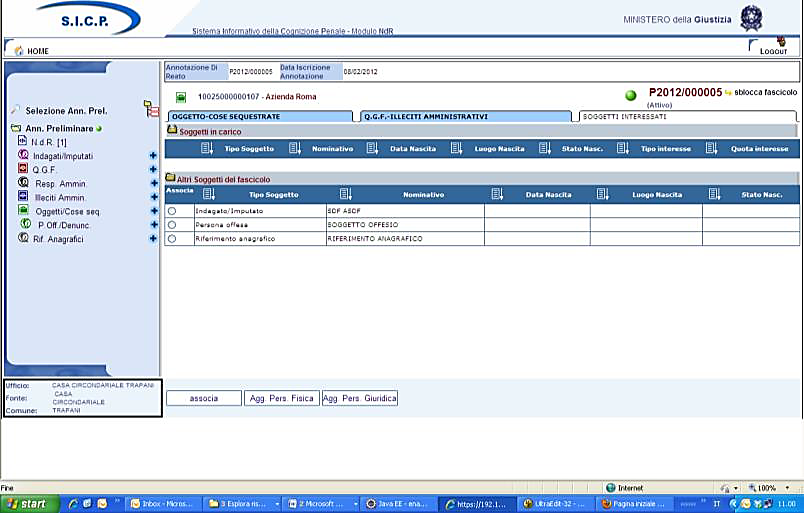 S.I.C.P.
Sistema Informativo della Cognizione Penale - Modulo NdR
MINISTERO della Giustizia
HOME
LOGOUT
Selezione Ann. Prel.
Ann. Preliminare
N.d.R. [1]
Indagati/Imputati
Q.G.F.
Resp. Ammin.
Illeciti Ammin.
Oggetti/Cose seq.
P. Off./Denunc.
Rif. Anagrafici
Ufficio: CASA CIRCONDARIALE TRAPANI
Fonte: CASA CIRCONDARIALE
Comune: TRAPANI
Annotazione Di Reato P2012/000005 Data Iscrizione Annotazione 08/02/2012
10025000000107 - Azienda Roma
P2012/000005 sblocca fascicolo
(Attivo)
OGGETTO-COSE SEQUESTRATE Q.G.F.-ILLECITI AMMINISTRATIVI SOGGETTI INTERESSATI
Soggetti in carico
Tipo Soggetto Nominativo Data Nascita Luogo Nascita Stato Nasc. Tipo interesse Quota interesse
Altri Soggetti del fascicolo
Associa Tipo Soggetto Nominativo Data Nascita Luogo Nascita Stato Nasc.
Indagato/Imputato SDF ASDF
Persona offesa SOGGETTO OFFESIO
Riferimento anagrafico RIFERIMENTO ANAGRAFICO
associa Agg. Pers. Fisica Agg. Pers. Giuridica
Fine Internet 100%
start Inbox - Micros... 3 Esplora ris... 2 Microsoft ... Java EE - ena... https://192.1... UltraEdit-32 - ... Pagina iniziale ... IT 11.00